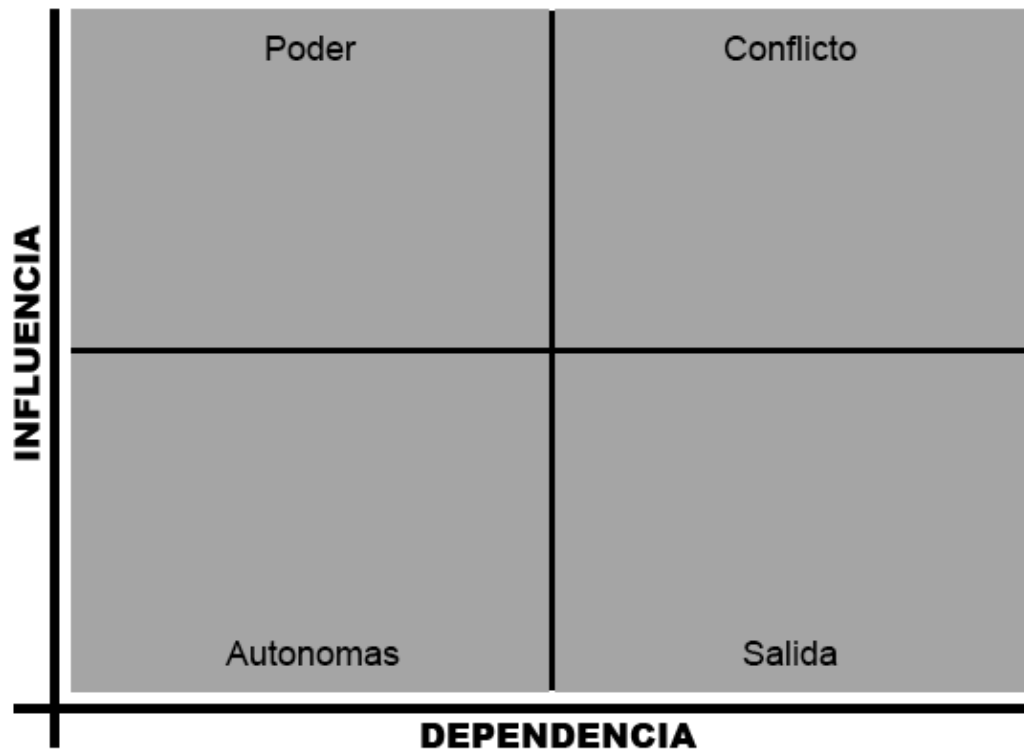 Poder
Conflicto
INFLUENCIA
Autonomas
Salida
DEPENDENCIA